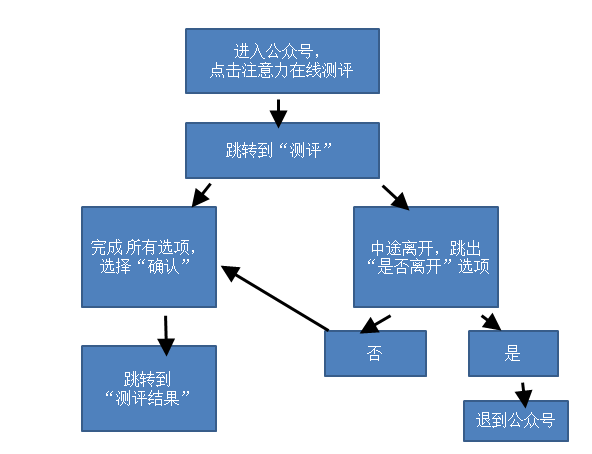 进入公众号，
点击注意力在线测评
跳转到“测评”
完成 所有选项，
选择“确认”
中途离开，跳出
“是否离开”选项
否
是
跳转到
“测评结果”
退到公众号